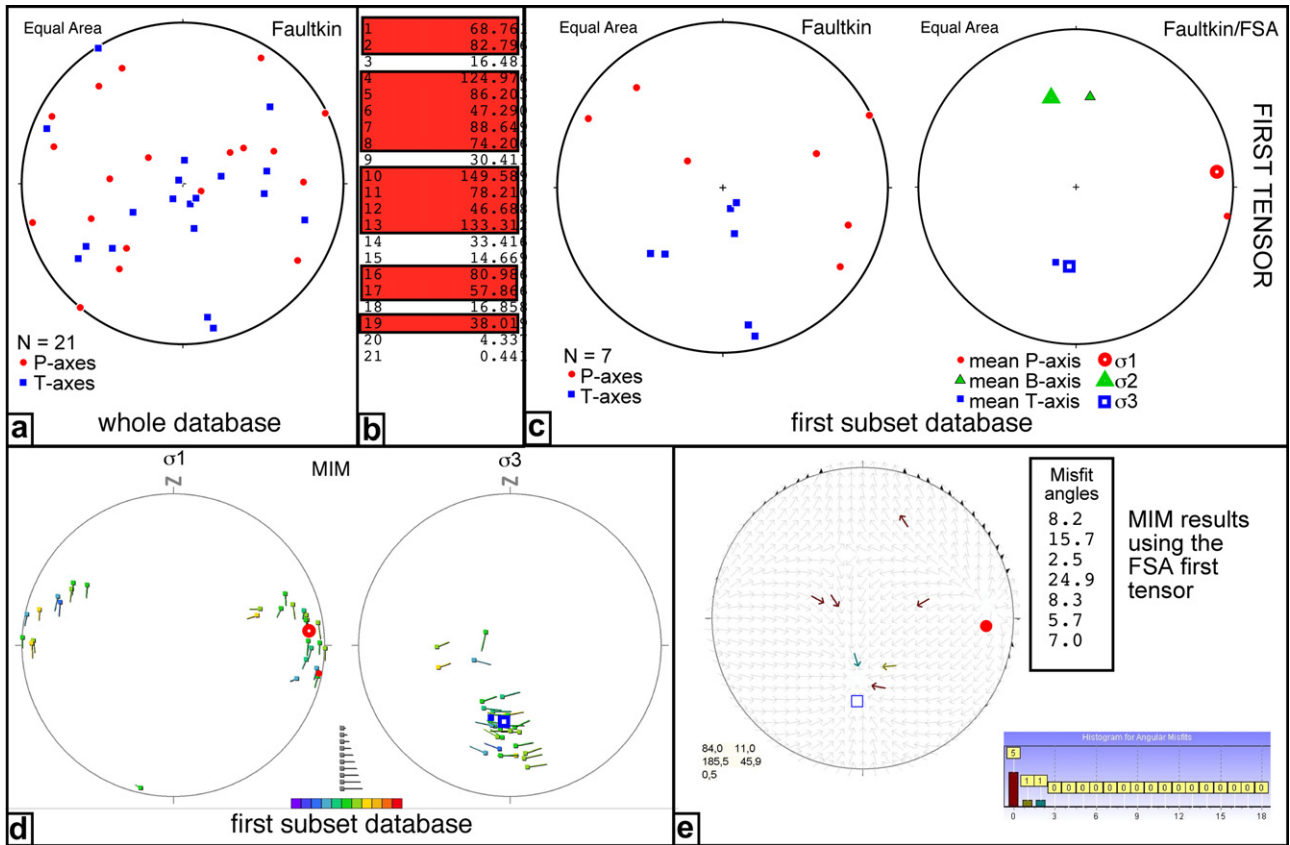 Equal Area
Faultkin
N = 21
P-axes
T-axes
a
whole database
1 68.761
2 82.796
3 16.481
4 124.976
5 86.203
6 47.290
7 88.649
8 74.206
9 30.411
10 149.589
11 78.210
12 46.688
13 133.312
14 33.416
15 14.669
16 80.986
17 57.866
18 16.858
19 38.019
20 4.337
21 0.441
b
Equal Area
Faultkin
N = 7
P-axes
T-axes
c
Equal Area
Faultkin/FSA
FIRST TENSOR
mean P-axis σ1
mean B-axis σ2
mean T-axis σ3
first subset database
σ1
MIM
σ3
N
N
d
first subset database
Misfit
angles
8.2
15.7
2.5
24.9
8.3
5.7
7.0
MIM results
using the
FSA first
tensor
84,0 11,0
185,5 45,9
0,5
Histogram for Angular Misfits
5
1 1 0 0 0 0 0 0 0 0 0 0 0 0 0 0 0 0
0 3 6 9 12 15 18
e